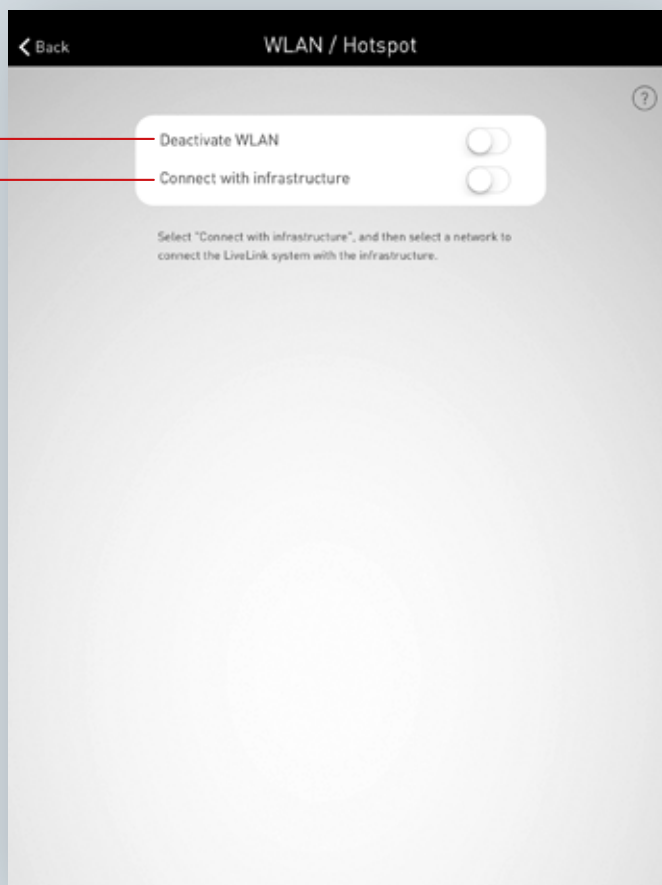 Back
WLAN / Hotspot
?
Deactivate WLAN
Connect with infrastructure
Select "Connect with infrastructure", and then select a network to
connect the LiveLink system with the infrastructure.